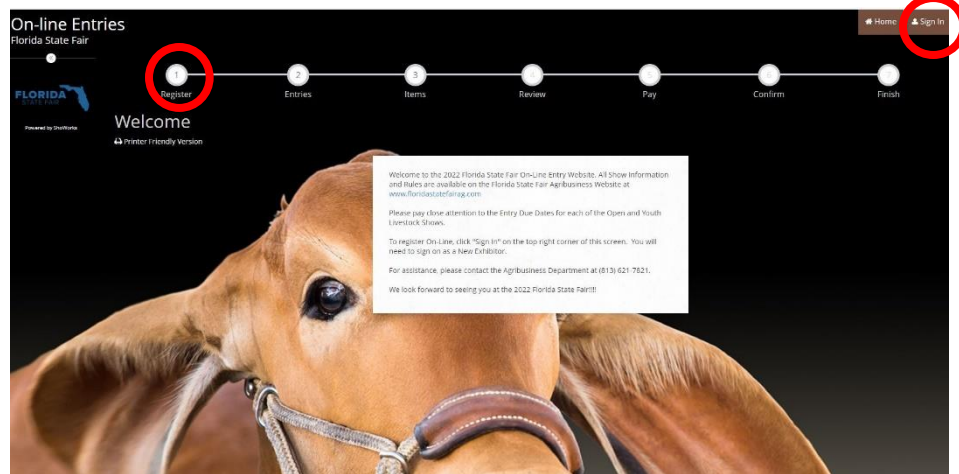 On-line Entries
Florida State Fair
Home
Sign In
1
2
3
4
5
6
7
Register
Entries
Items
Review
Pay
Confirm
Finish
FLORIDA
STATE FAIR
Powered by ShoWorks
Welcome
Printer Friendly Version
Welcome to the 2022 Florida State Fair On-Line Entry Website. All Show Information
and Rules are available on the Florida State Fair Agribusiness Website at
www.floridastatefairag.com
Please pay close attention to the Entry Due Dates for each of the Open and Youth
Livestock Shows.
To register On-Line, click "Sign In" on the top right corner of this screen. You will
need to sign on as a New Exhibitor.
For assistance, please contact the Agribusiness Department at (813) 621-7821.
We look forward to seeing you at the 2022 Florida State Fair!!!!